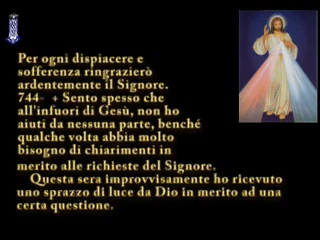 Per ogni dispiacere e
sofferenza ringrazierò
ardentemente il Signore.
744- + Sento spesso che
all'infuori di Gesù, non ho
aiuti da nessuna parte, benché
qualche volta abbia molto
bisogno di chiarimenti in
merito alle richieste del Signore.
Questa sera improvvisamente ho ricevuto
uno sprazzo di luce da Dio in merito ad una
certa questione.